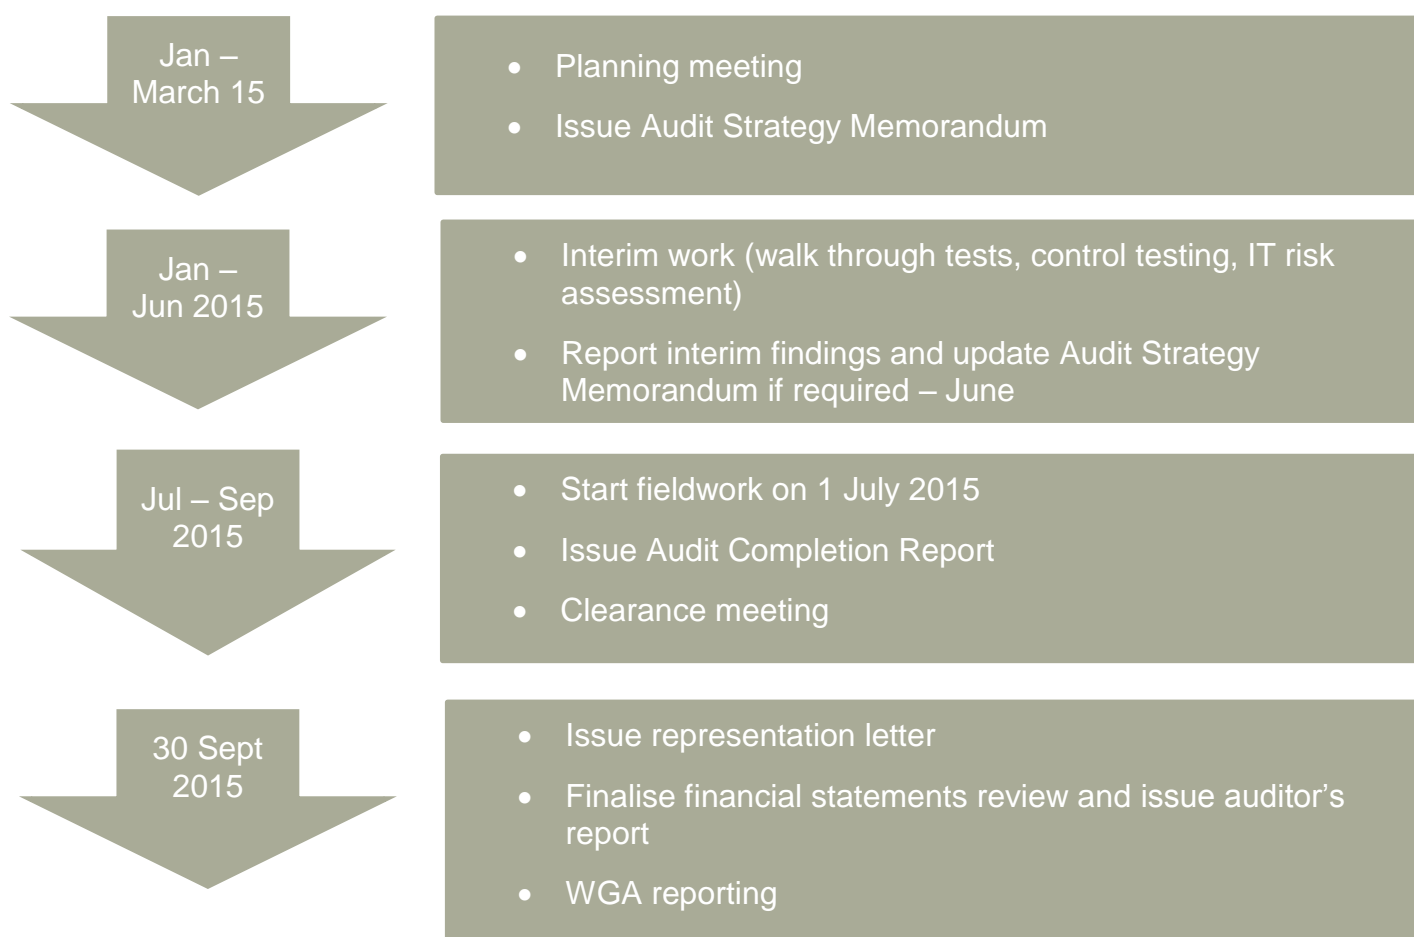 Jan –
March 15
• Planning meeting
• Issue Audit Strategy Memorandum
Jan –
Jun 2015
• Interim work (walk through tests, control testing, IT risk
assessment)
• Report interim findings and update Audit Strategy
Memorandum if required – June
Jul – Sep
2015
• Start fieldwork on 1 July 2015
• Issue Audit Completion Report
• Clearance meeting
30 Sept
2015
• Issue representation letter
• Finalise financial statements review and issue auditor’s
report
• WGA reporting